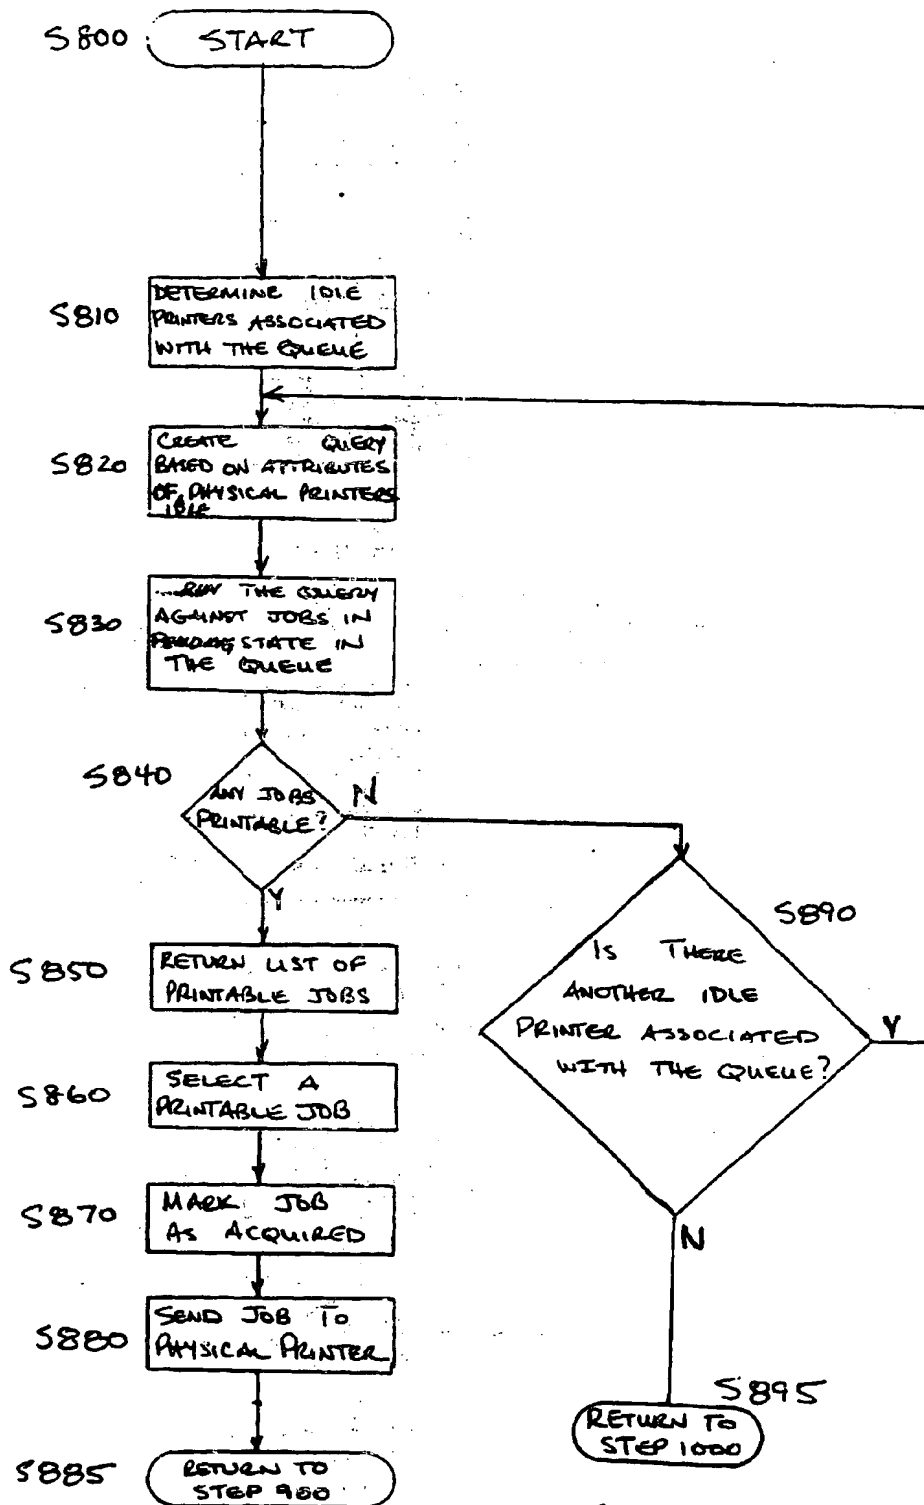 S800
START
S810
DETERMINE IDLE
PRINTERS ASSOCIATED
WITH THE QUEUE
S820
CREATE QUERY
BASED ON ATTRIBUTES
OF PHYSICAL PRINTERS
IDLE
S830
RUN THE QUERY
AGAINST JOBS IN
PENDING STATE IN
THE QUEUE
S840
ANY JOBS
PRINTABLE?
N
Y
S850
RETURN LIST OF
PRINTABLE JOBS
S860
SELECT A
PRINTABLE JOB
S870
MARK JOB
AS ACQUIRED
S880
SEND JOB TO
PHYSICAL PRINTER
S885
RETURN TO
STEP 900
S890
IS THERE
ANOTHER IDLE
PRINTER ASSOCIATED
WITH THE QUEUE?
Y
N
S895
RETURN TO
STEP 1000